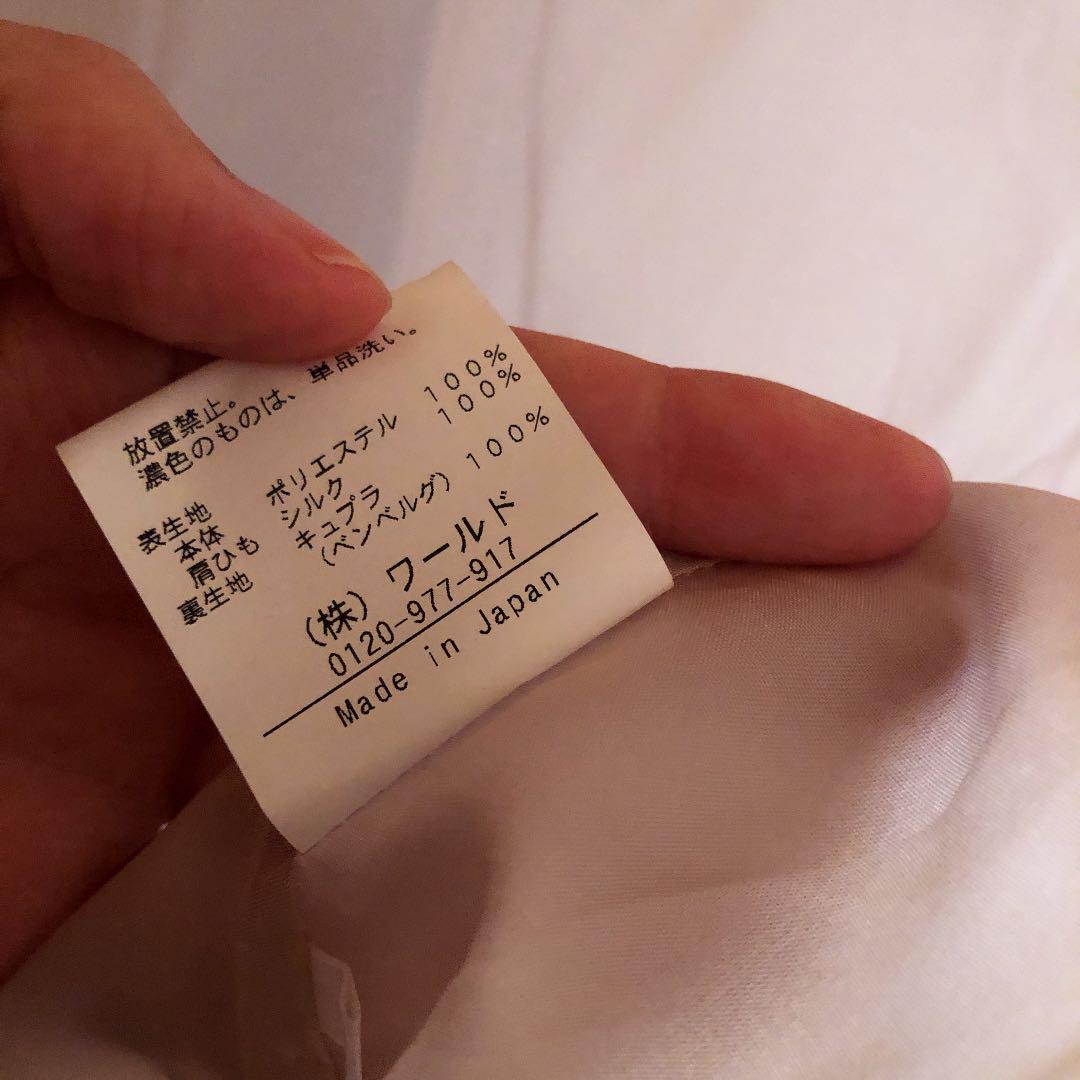 放置禁止。
濃色のものは、単品洗い。
表生地
本体 ポリエステル 100%
肩ひも シルク 100%
裏生地 キュプラ 100%
(ベンベルグ)
(株) ワールド
0120-977-917
Made in Japan